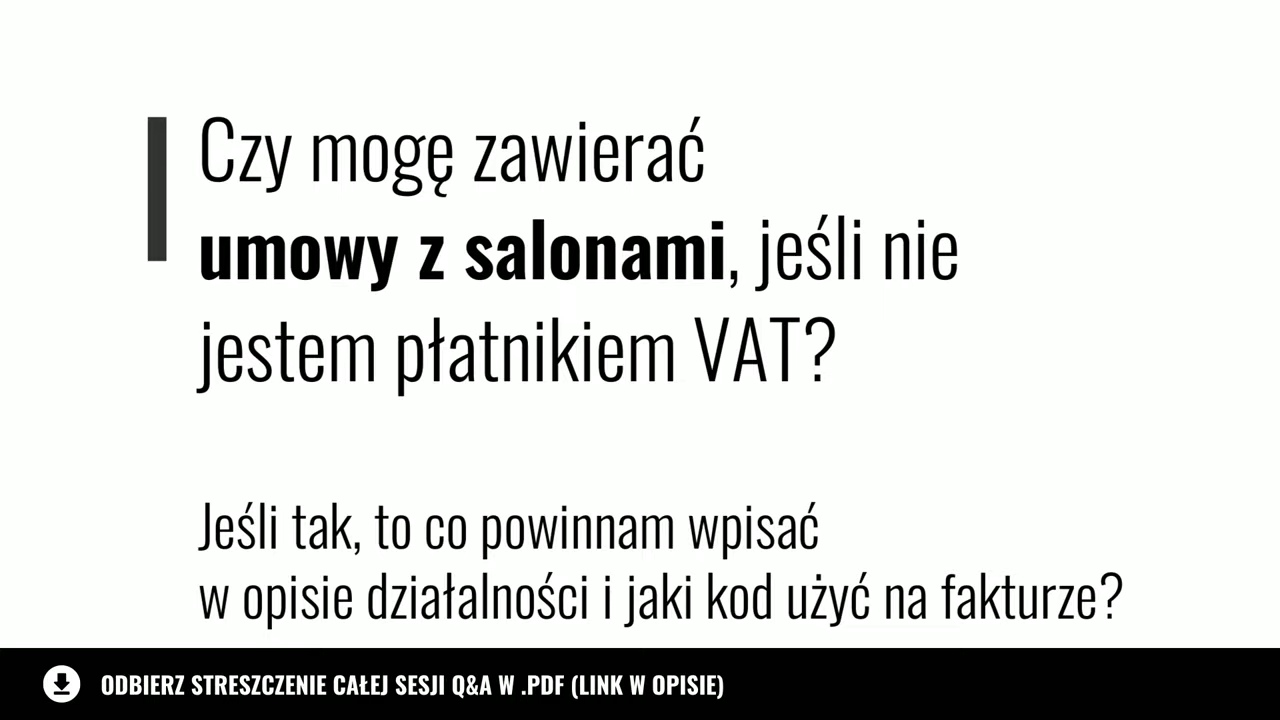 Czy mogę zawierać
umowy z salonami, jeśli nie
jestem płatnikiem VAT?
Jeśli tak, to co powinnam wpisać
w opisie działalności i jaki kod użyć na fakturze?
ODBIERZ STRESZCZENIE CAŁEJ SESJI Q&A W .PDF (LINK W OPISIE)